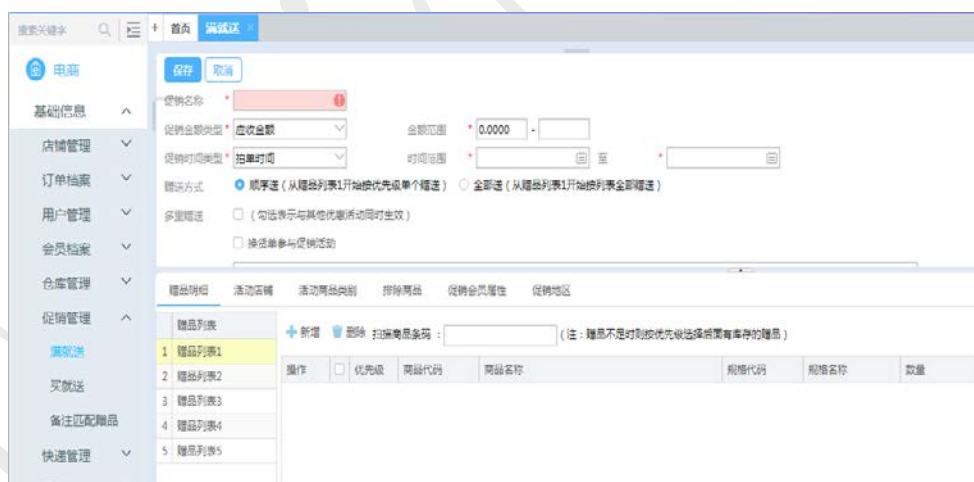 搜索关键字 + 首页 满就送 ×
电商
保存 取消
促销名称 *
基础信息
促销金额类型 * 应收金额 金额范围 * 0.0000 -
店铺管理
促销时间类型 * 拍单时间 时间范围 * 至 *
订单档案
赠送方式 顺序送(从赠品列表1开始按优先级单个赠送) 全部送(从赠品列表1开始按列表全部赠送)
用户管理
多重赠送 (勾选表示与其他优惠活动同时生效)
会员档案
换货单参与促销活动
仓库管理
赠品明细 活动店铺 活动商品类别 排除商品 促销会员属性 促销地区
促销管理
赠品列表 新增 删除 扫描商品条码: (注:赠品不足时则按优先级选择后面有库存的赠品)
满就送
1 赠品列表1
操作 优先级 商品代码 商品名称 规格代码 规格名称 数量
2 赠品列表2
买就送
3 赠品列表3
备注匹配赠品
4 赠品列表4
快递管理
5 赠品列表5